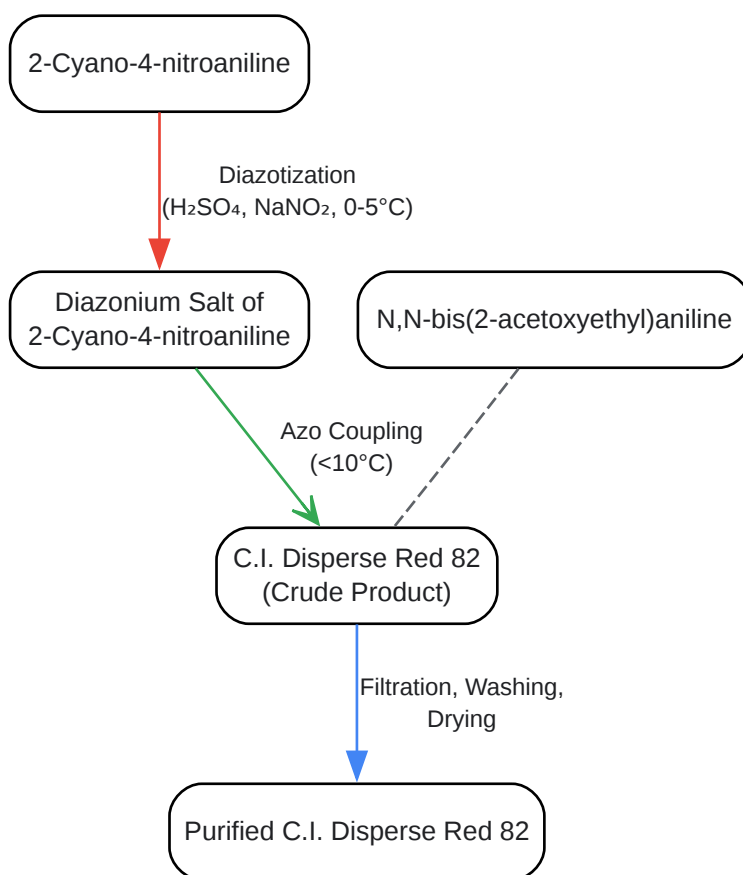 2-Cyano-4-nitroaniline
Diazotization
(H₂SO₄, NaNO₂, 0-5°C)
Diazonium Salt of
2-Cyano-4-nitroaniline
N,N-bis(2-acetoxyethyl)aniline
Azo Coupling
(<10°C)
C.I. Disperse Red 82
(Crude Product)
Filtration, Washing,
Drying
Purified C.I. Disperse Red 82